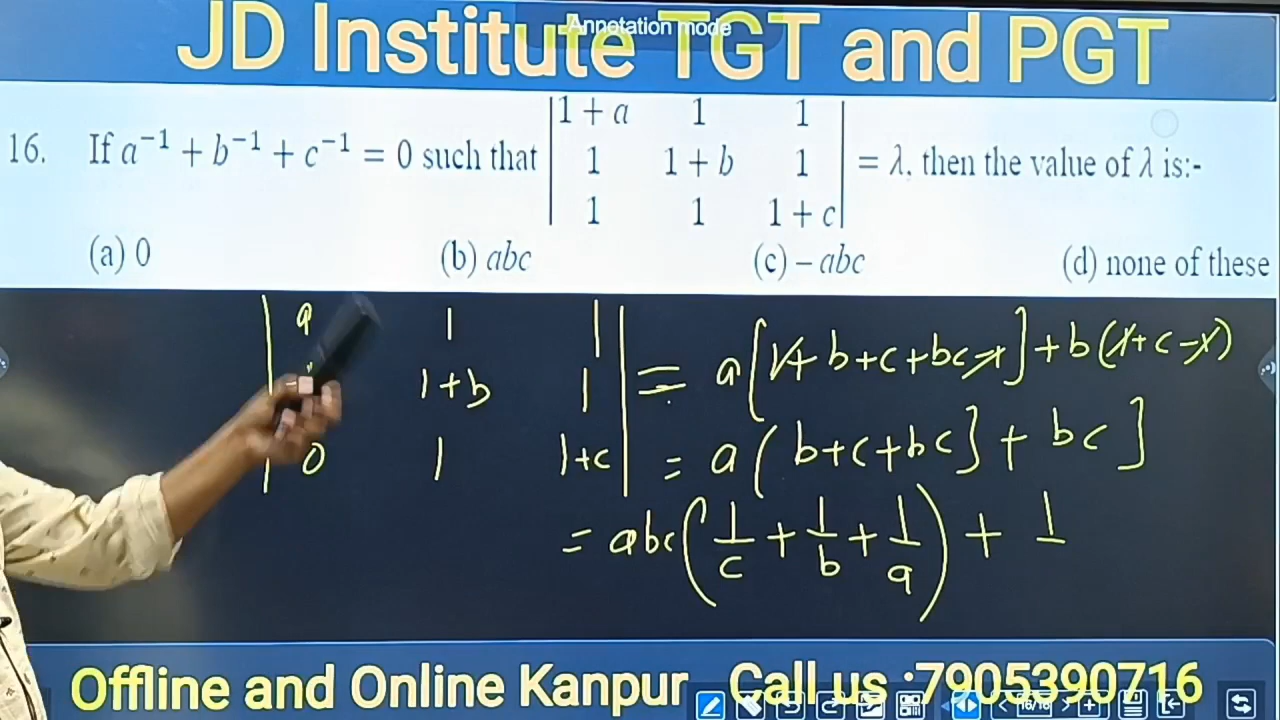 Annotation mode
JD Institute TGT and PGT
16. If a⁻¹ + b⁻¹ + c⁻¹ = 0 such that |1 + a 1 1| = λ, then the value of λ is:-
|1 1 + b 1|
|1 1 1 + c|
(a) 0 (b) abc (c) – abc (d) none of these
| a 1 1 | = a[1+b+c+bc-1]+b(1+c-1)
| 1+b 1 |
| 0 1 1+c | = a(b+c+bc]+ bc]
= abc(1/c + 1/b + 1/a) + 1
Offline and Online Kanpur Call us :7905390716
16/16